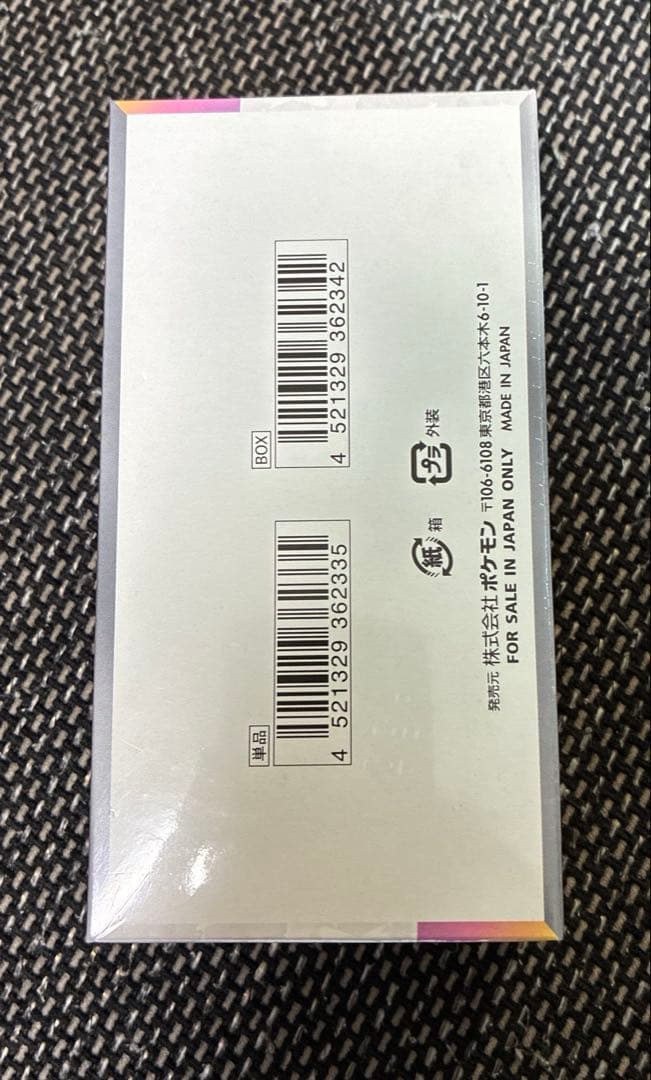 単品
4 521329 362335
BOX
4 521329 362342
紙 箱
プラ 外装
発売元 株式会社 ポケモン 〒106-6108 東京都港区六本木6-10-1
FOR SALE IN JAPAN ONLY MADE IN JAPAN